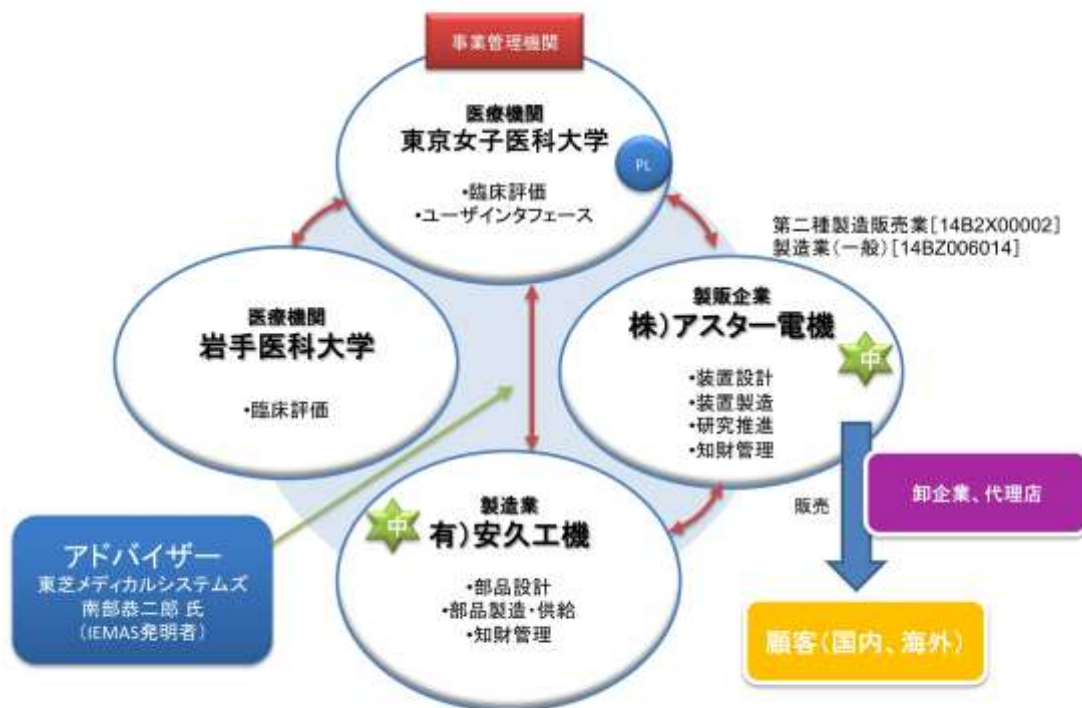 事業管理機関
医療機関
東京女子医科大学
PL
•臨床評価
•ユーザインタフェース
第二種製造販売業[14B2X00002]
製造業(一般)[14BZ006014]
医療機関
岩手医科大学
•臨床評価
製販企業
株)アスター電機
中
•装置設計
•装置製造
•研究推進
•知財管理
製造業
中
有)安久工機
•部品設計
•部品製造・供給
•知財管理
販売
卸企業、代理店
アドバイザー
東芝メディカルシステムズ
南部恭二郎 氏
(IEMAS発明者)
顧客(国内、海外)